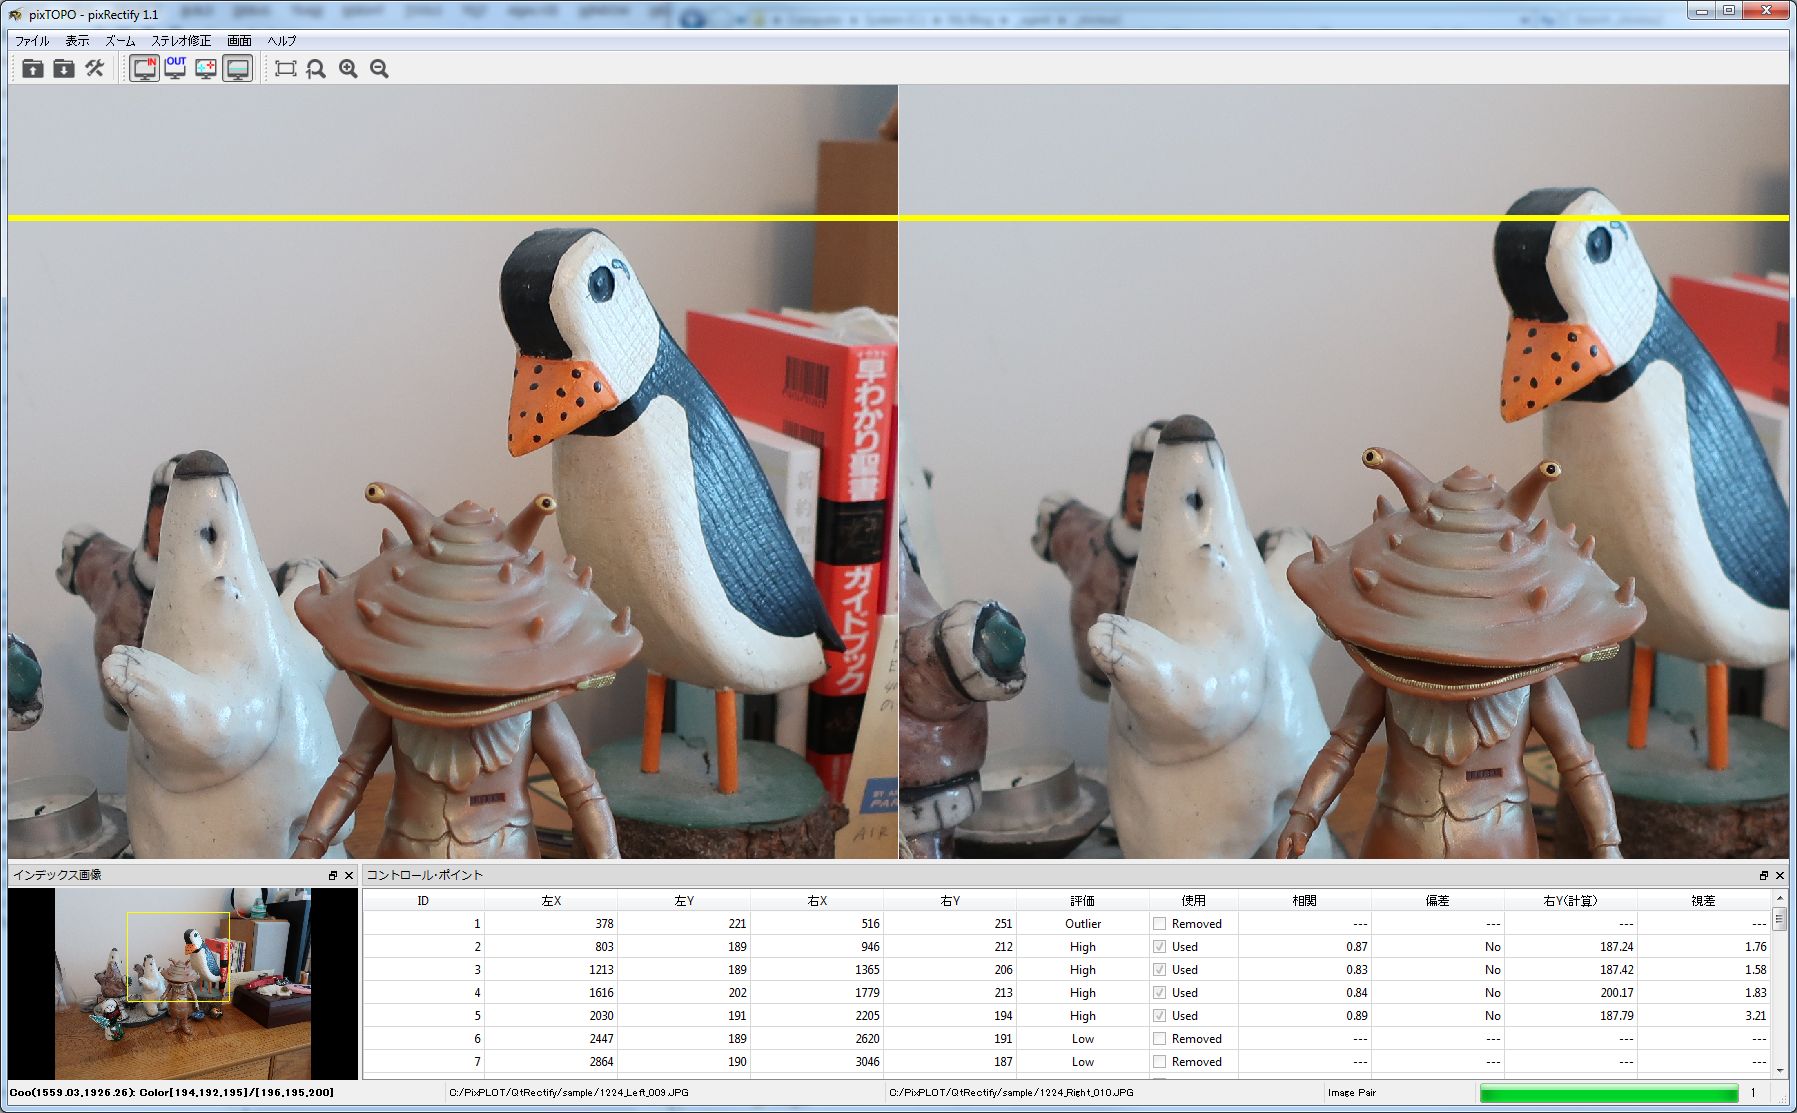 pixTOPO - pixRectify 1.1
ファイル 表示 ズーム ステレオ修正 画面 ヘルプ
IN OUT
早わかり聖書
ガイドブック
新約聖
AIR
インデックス画像
コントロール・ポイント
ID 左X 左Y 右X 右Y 評価 使用 相関 偏差 右Y(計算) 視差
1 378 221 516 251 Outlier Removed --- --- --- ---
2 803 189 946 212 High Used 0.87 No 187.24 1.76
3 1213 189 1365 206 High Used 0.83 No 187.42 1.58
4 1616 202 1779 213 High Used 0.84 No 200.17 1.83
5 2030 191 2205 194 High Used 0.89 No 187.79 3.21
6 2447 189 2620 191 Low Removed --- --- --- ---
7 2864 190 3046 187 Low Removed --- --- --- ---
Coo(1559.03,1926.26): Color[194,192,195]/[196,195,200] C:/PixPLOT/QtRectify/sample/1224_Left_009.JPG C:/PixPLOT/QtRectify/sample/1224_Right_010.JPG Image Pair 1